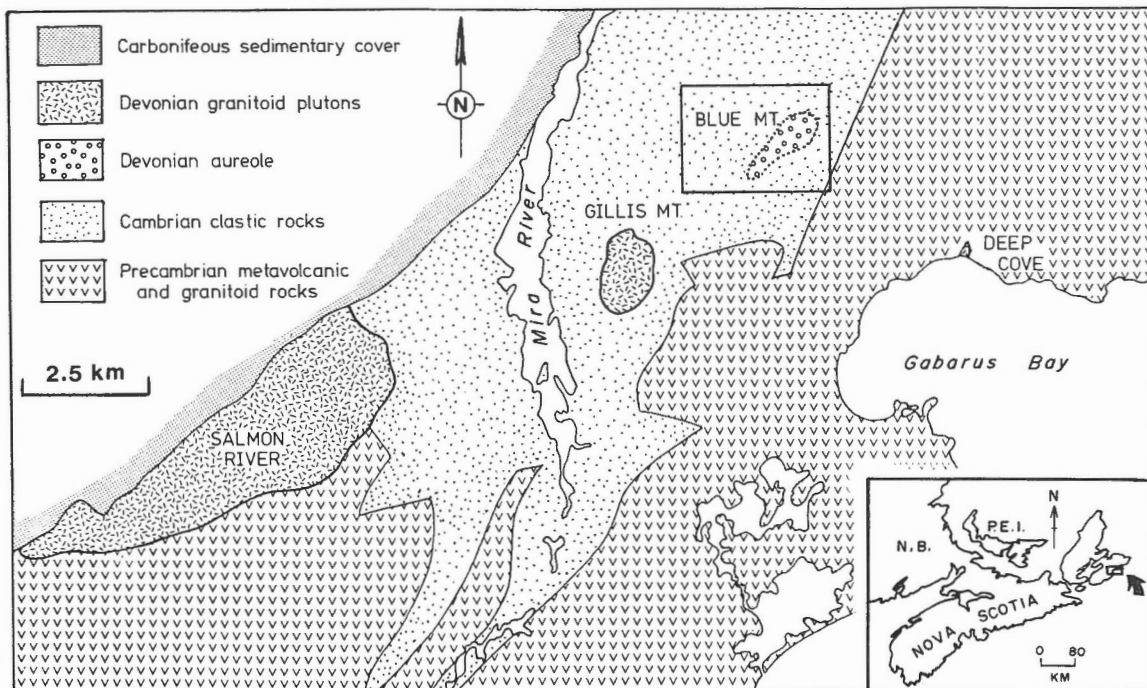 Carbonifeous sedimentary cover
Devonian granitoid plutons
Devonian aureole
Cambrian clastic rocks
Precambrian metavolcanic
and granitoid rocks
N
BLUE MT.
GILLIS MT.
Mira River
DEEP
COVE
Gabarus Bay
2.5 km
SALMON
RIVER
N
P.E.I.
N.B.
NOVA SCOTIA
0 80
KM